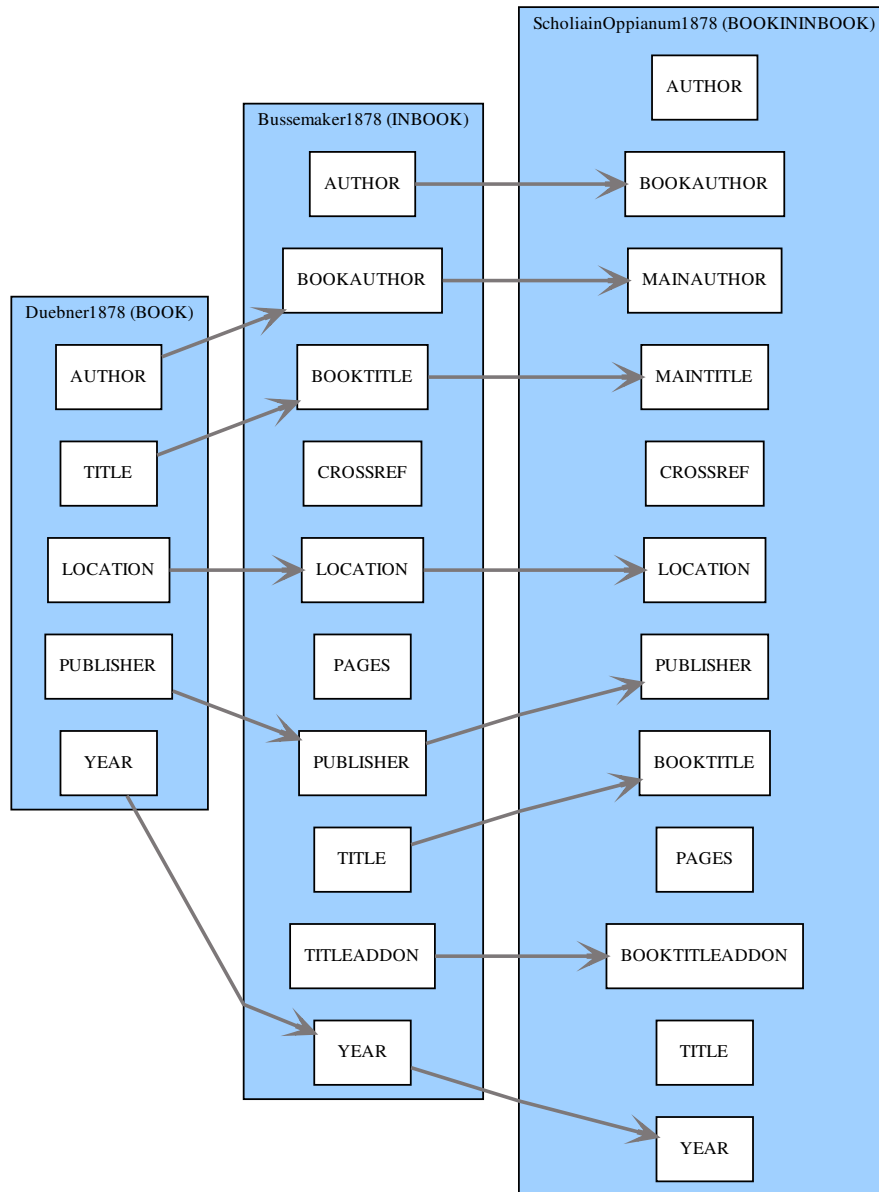 Duebner1878 (BOOK)
AUTHOR
TITLE
LOCATION
PUBLISHER
YEAR
Bussemaker1878 (INBOOK)
AUTHOR
BOOKAUTHOR
BOOKTITLE
CROSSREF
LOCATION
PAGES
PUBLISHER
TITLE
TITLEADDON
YEAR
ScholiainOppianum1878 (BOOKININBOOK)
AUTHOR
BOOKAUTHOR
MAINAUTHOR
MAINTITLE
CROSSREF
LOCATION
PUBLISHER
BOOKTITLE
PAGES
BOOKTITLEADDON
TITLE
YEAR